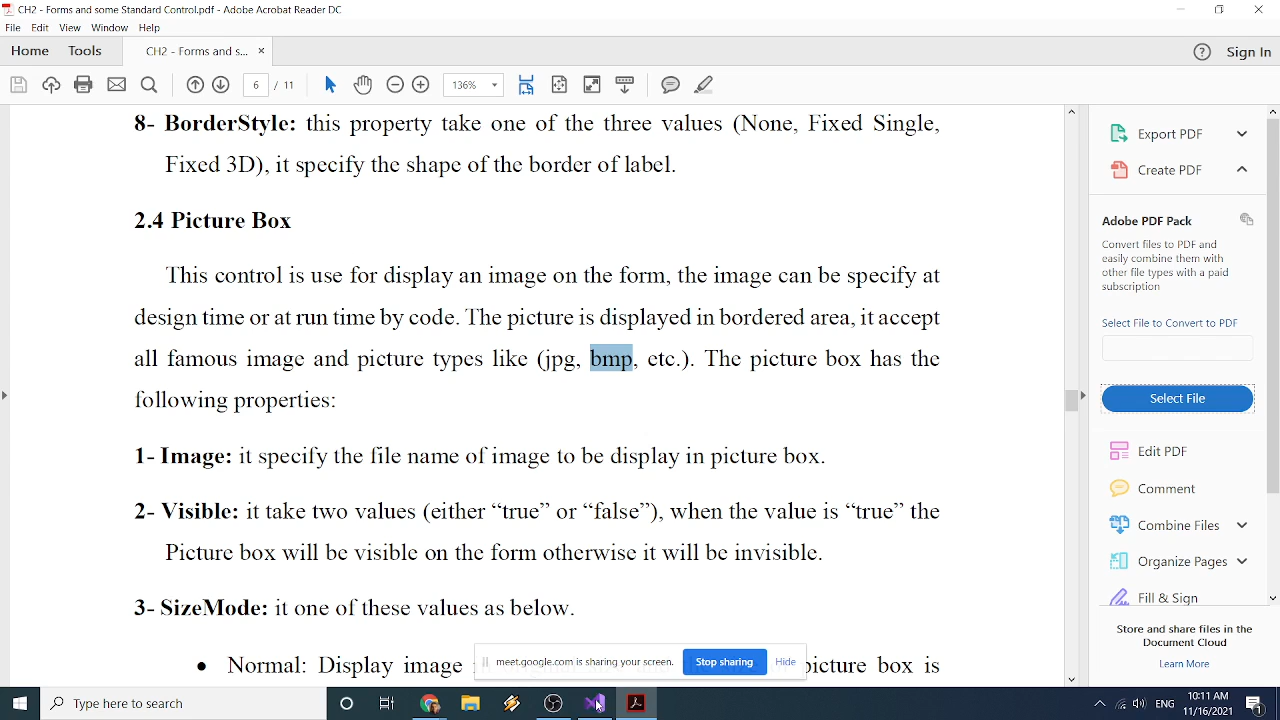 CH2 - Forms and some Standard Control.pdf - Adobe Acrobat Reader DC
File Edit View Window Help
Home Tools CH2 - Forms and s... ×
Sign In
6 / 11 136%
8- BorderStyle: this property take one of the three values (None, Fixed Single,
Fixed 3D), it specify the shape of the border of label.
2.4 Picture Box
This control is use for display an image on the form, the image can be specify at
design time or at run time by code. The picture is displayed in bordered area, it accept
all famous image and picture types like (jpg, bmp, etc.). The picture box has the
following properties:
1- Image: it specify the file name of image to be display in picture box.
2- Visible: it take two values (either “true” or “false”), when the value is “true” the
Picture box will be visible on the form otherwise it will be invisible.
3- SizeMode: it one of these values as below.
• Normal: Display image picture box is
meet.google.com is sharing your screen. Stop sharing Hide
Export PDF
Create PDF
Adobe PDF Pack
Convert files to PDF and
easily combine them with
other file types with a paid
subscription
Select File to Convert to PDF
Select File
Edit PDF
Comment
Combine Files
Organize Pages
Fill & Sign
Store and share files in the
Document Cloud
Learn More
Type here to search
10:11 AM
11/16/2021
1